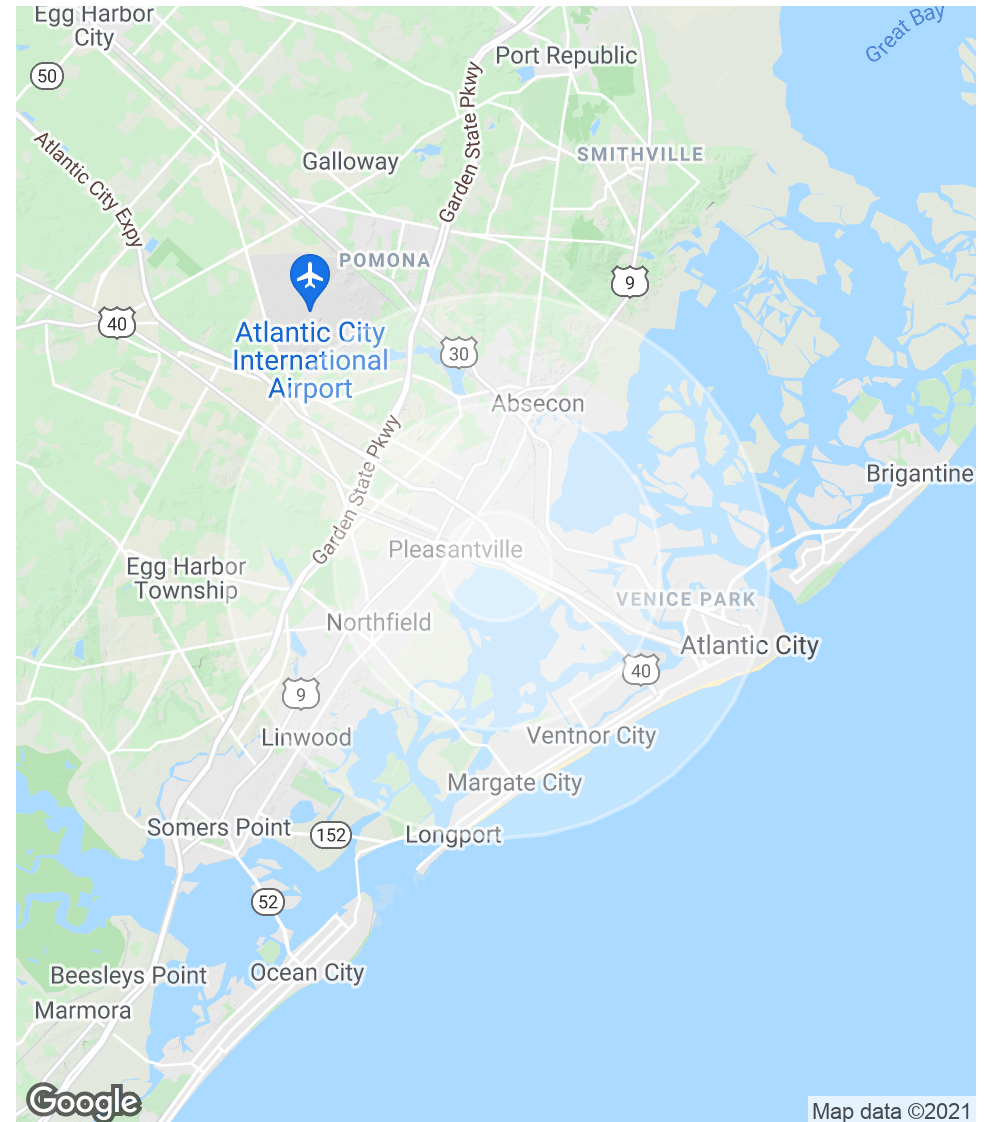 Egg Harbor
City
Great Bay
Port Republic
50
Garden State Pkwy
Atlantic City Expy
Galloway
SMITHVILLE
POMONA
9
40
Atlantic City
International
Airport
30
Absecon
Garden State Pkwy
Brigantine
Pleasantville
Egg Harbor
Township
VENICE PARK
Northfield
Atlantic City
40
9
Linwood
Ventnor City
Margate City
Somers Point
152
Longport
52
Beesleys Point
Ocean City
Marmora
Google
Map data ©2021